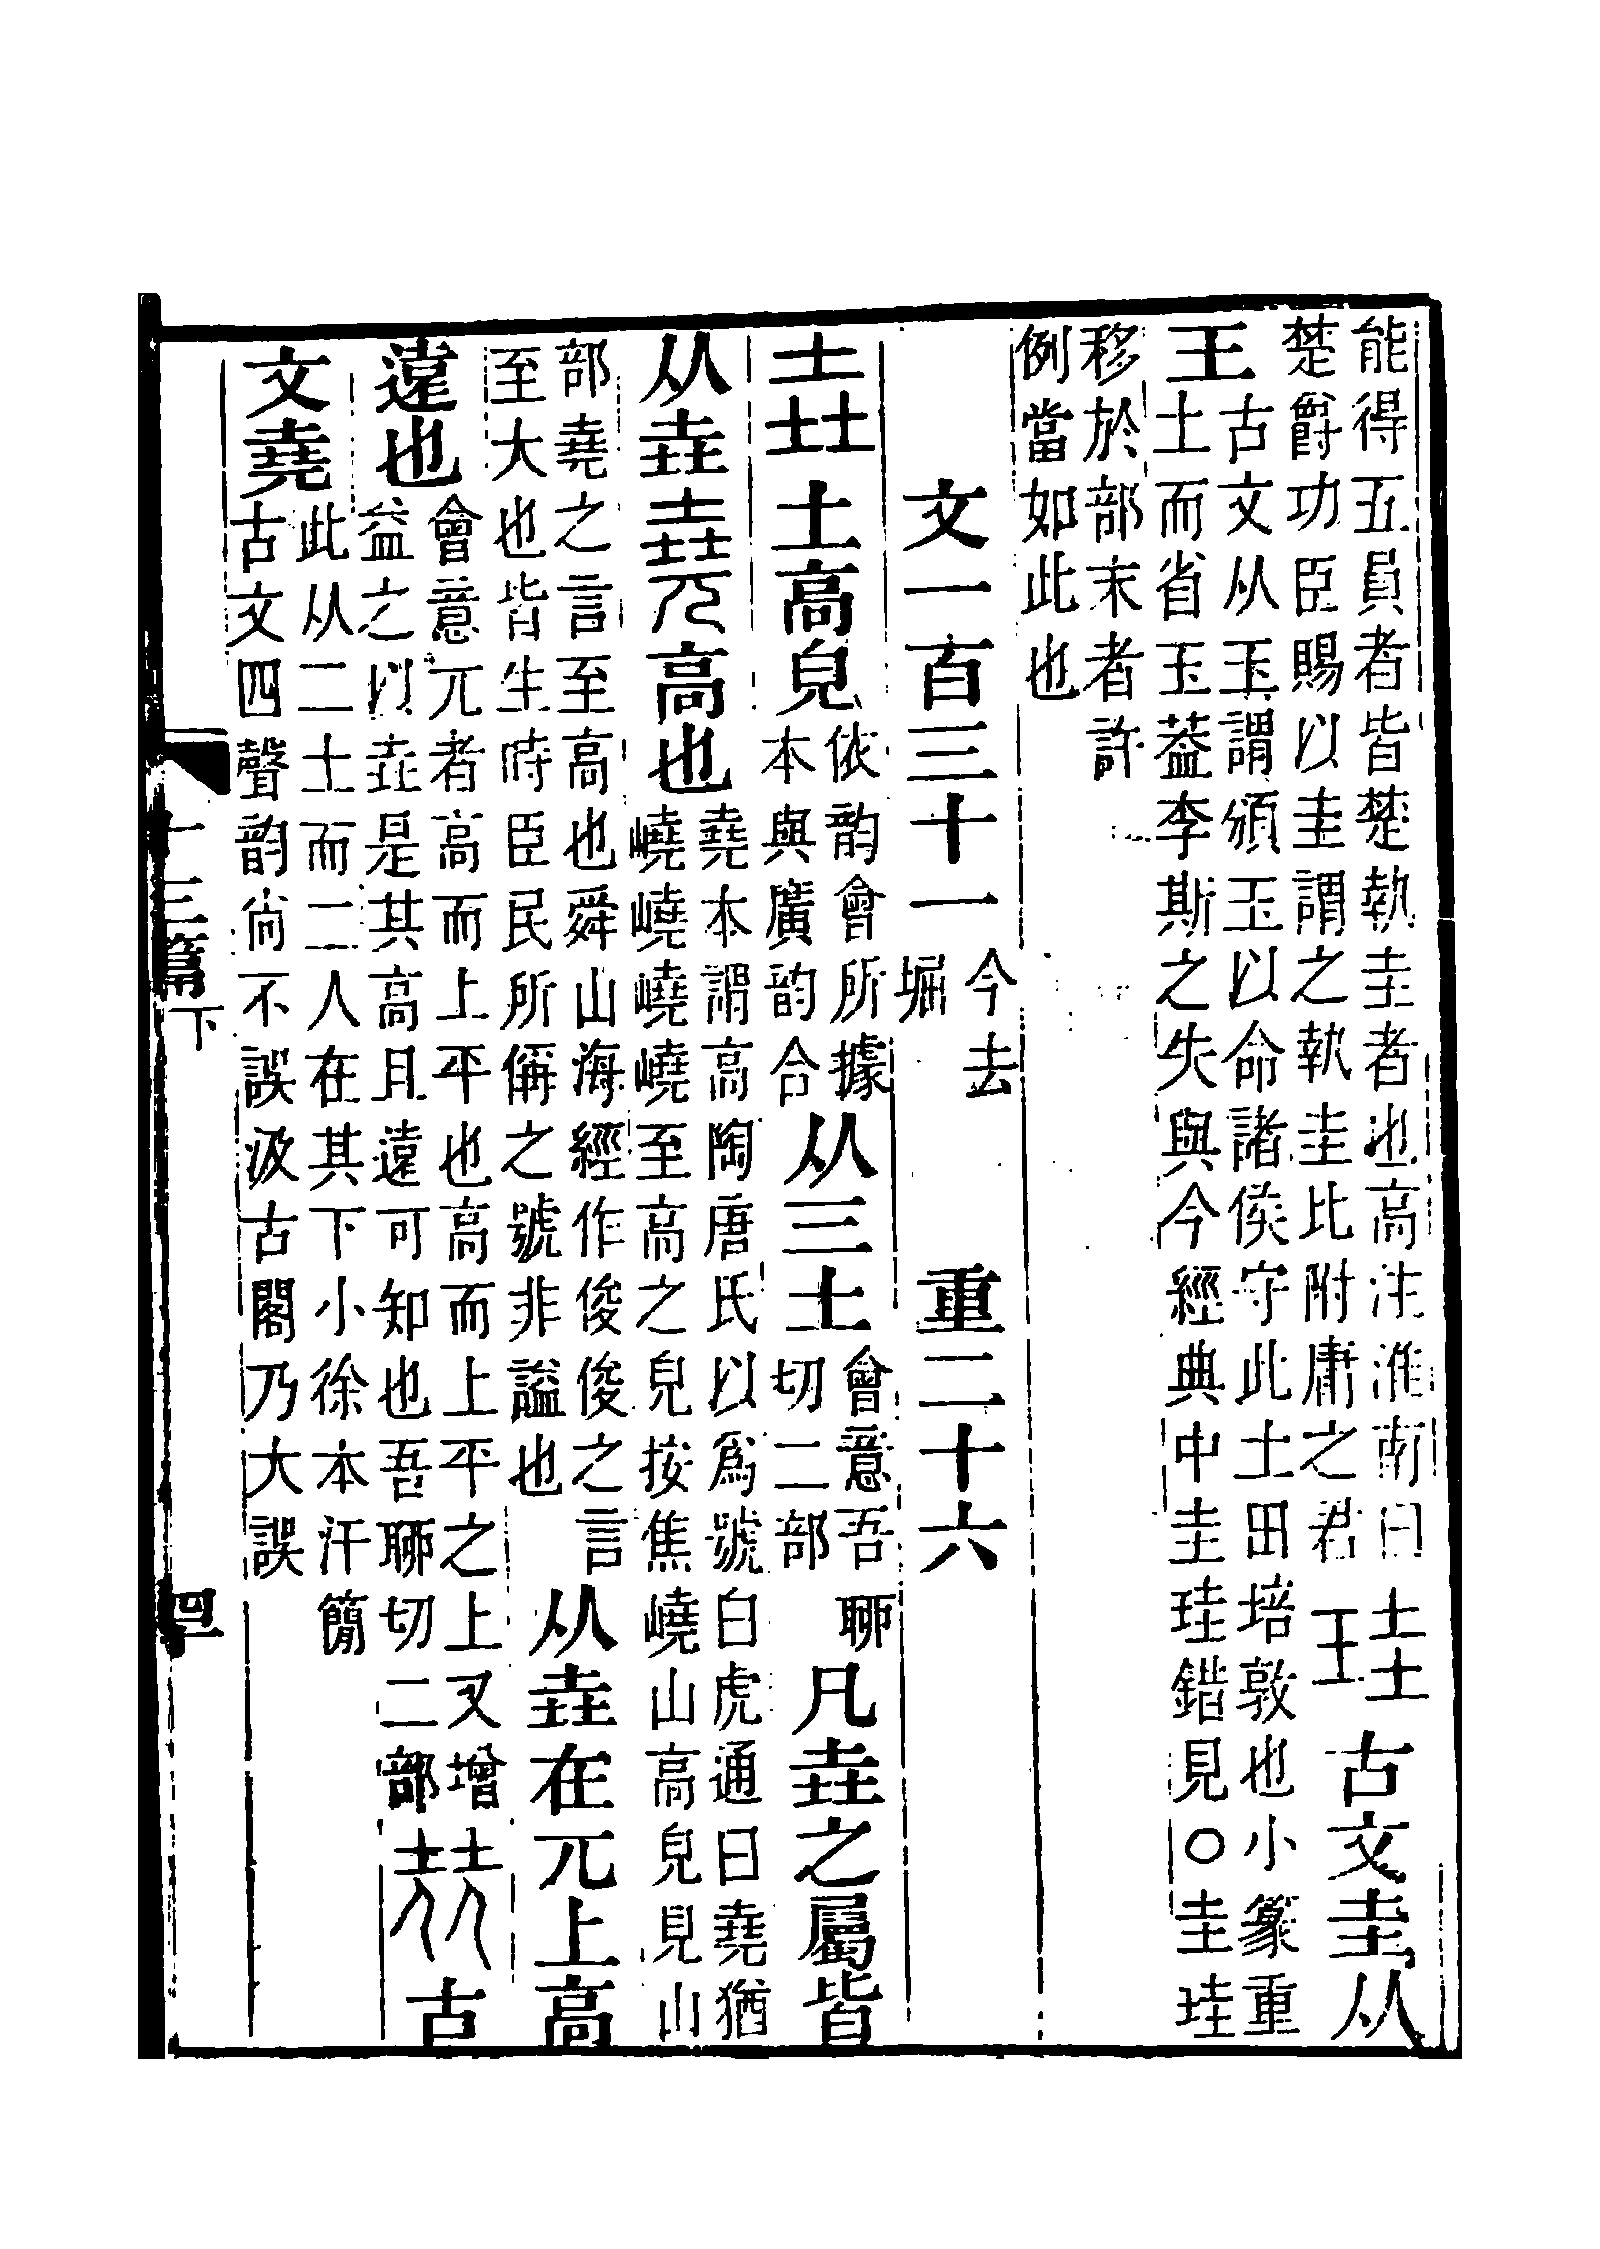 能得五員者皆楚執圭者也高注淮南曰
楚爵功臣賜以圭謂之執圭比附庸之君
圭珪古文圭从
王
古文从玉謂頒玉以命諸侯守此土田培敦也小篆重
土而省玉葢李斯之失與今經典中圭珪錯見○圭珪
移於部末者許
例當如此也
文一百三十一
今去
堀
重二十六
垚土高皃
依韵會所據
本與廣韵合
从三土
會意吾聊
切二部
凡垚之屬皆
从垚堯高也
堯本謂高陶唐氏以爲號白虎通曰堯猶
嶢嶢嶢嶢至高之皃按焦嶢山高皃見山
部堯之言至高也舜山海經作俊俊之言
至大也皆生時臣民所偁之號非謚也
从垚在兀上高
遠也
會意兀者高而上平也高而上平之上又增
益之以垚是其高且遠可知也吾聊切二部
古
文堯
此从二土而二人在其下小徐本汗簡
古文四聲韵尙不誤汲古閣乃大誤
十三篇下
四